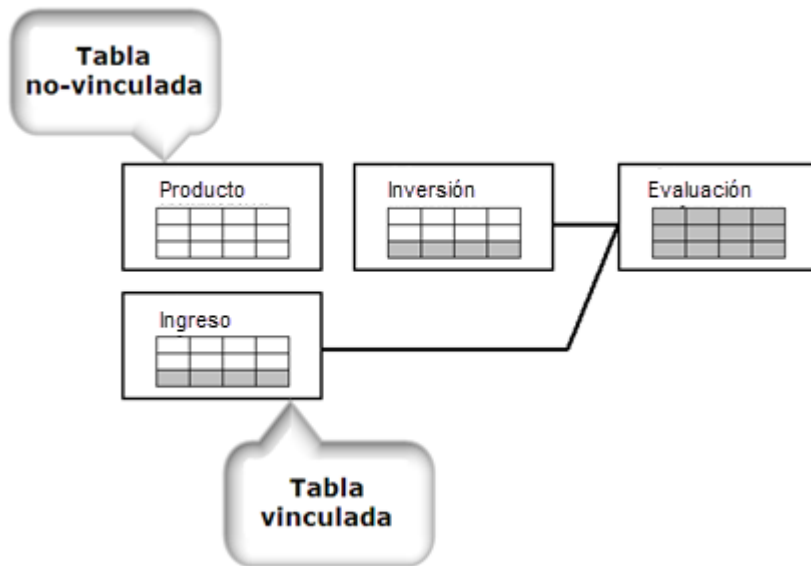 Tabla
no-vinculada
Producto
Inversión
Evaluación
Ingreso
Tabla
vinculada